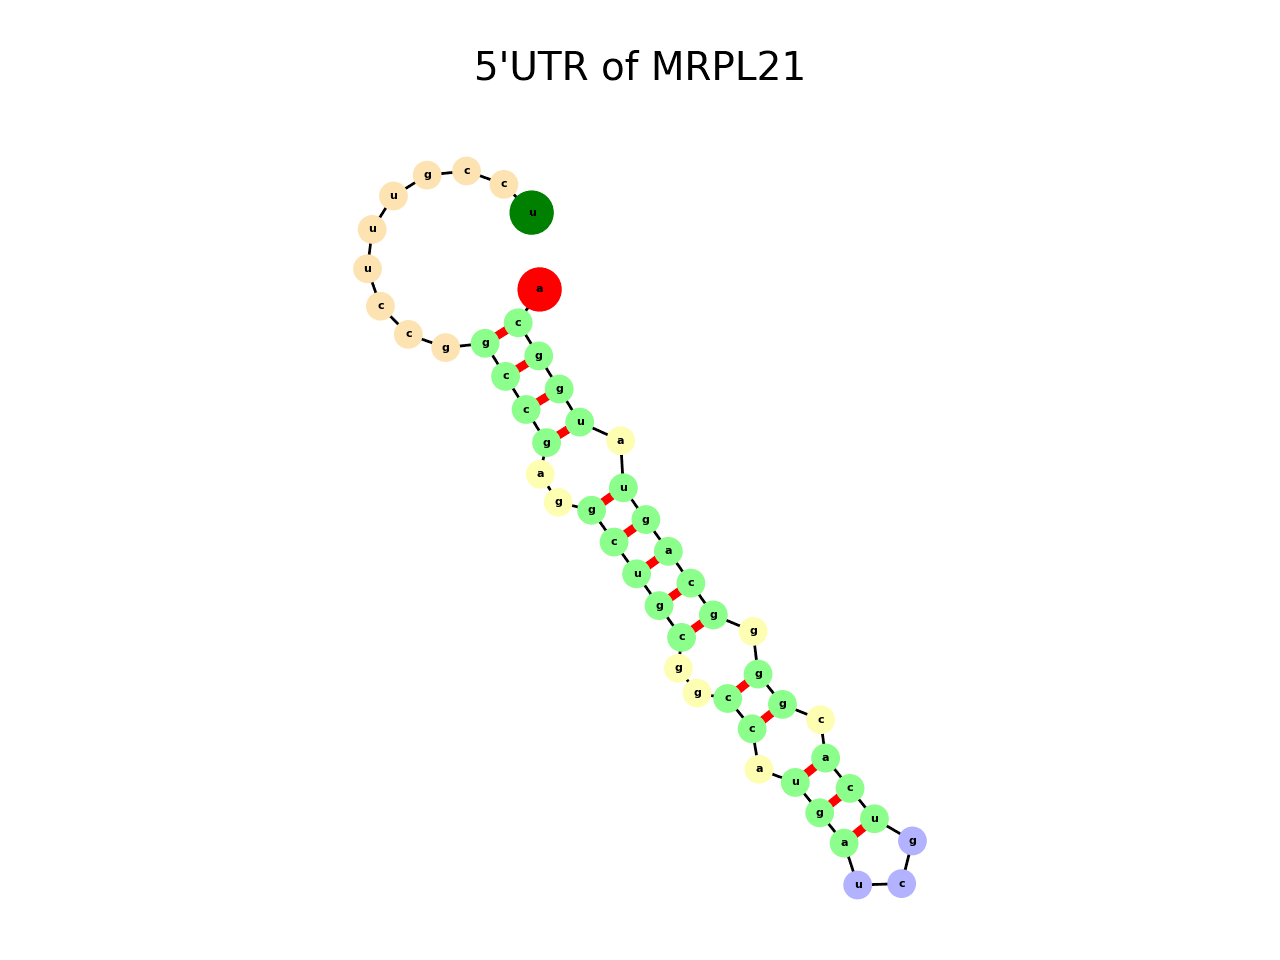 5'UTR of MRPL21
g c c
u c u
u
u a
c c
c g g g
c g
c u
g a
a u
g g g
c a
u c
g g
c g
g g
g c g
c c
a a
u c
g u
a g
u c